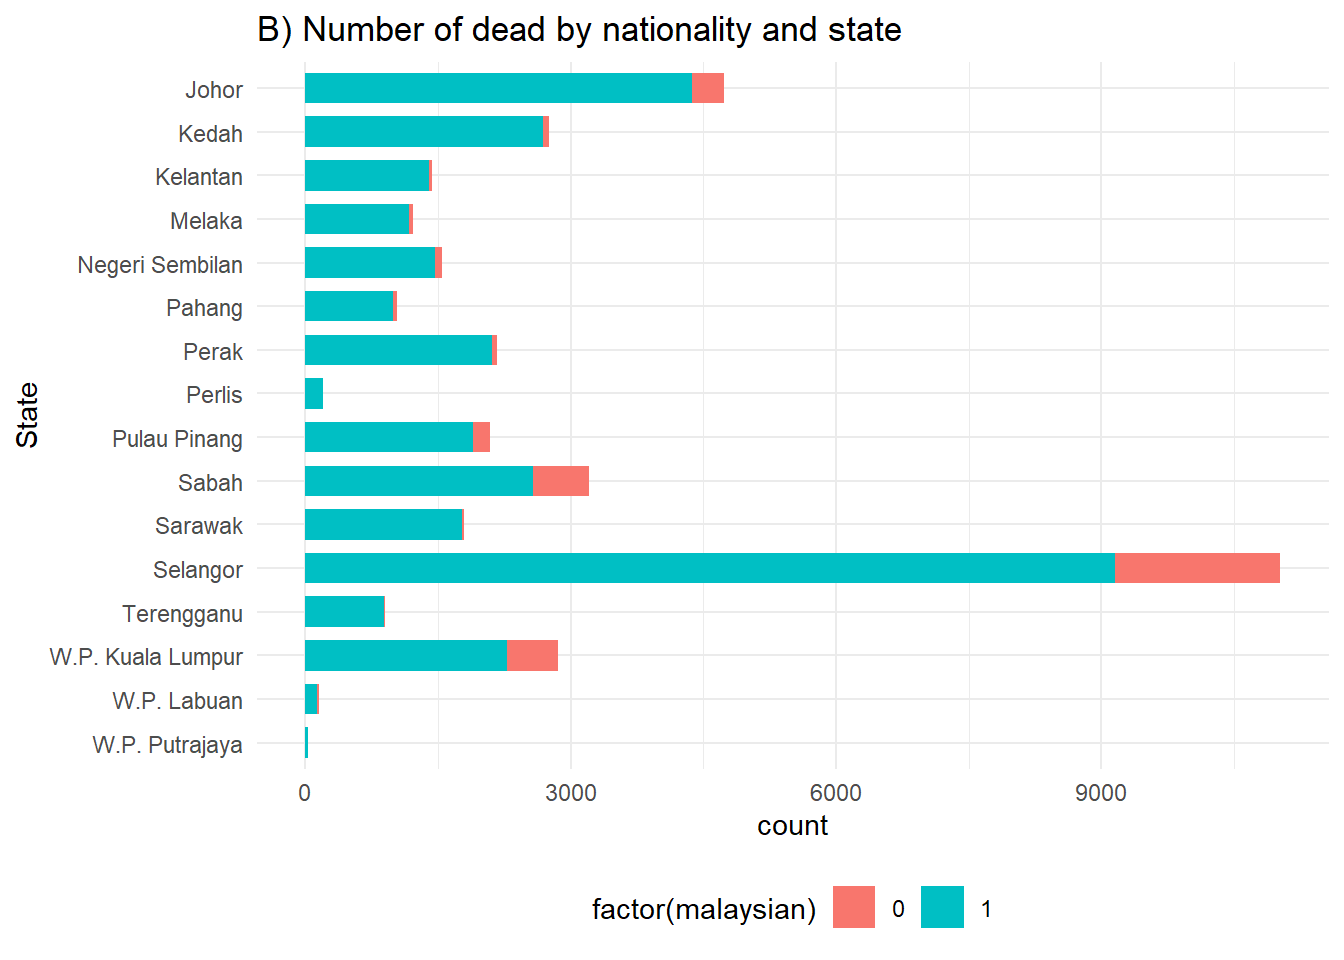 B) Number of dead by nationality and state
Johor
Kedah
Kelantan
Melaka
Negeri Sembilan
Pahang
Perak
Perlis
Pulau Pinang
Sabah
Sarawak
Selangor
Terengganu
W.P. Kuala Lumpur
W.P. Labuan
W.P. Putrajaya
State
0 3000 6000 9000
count
factor(malaysian) 0 1